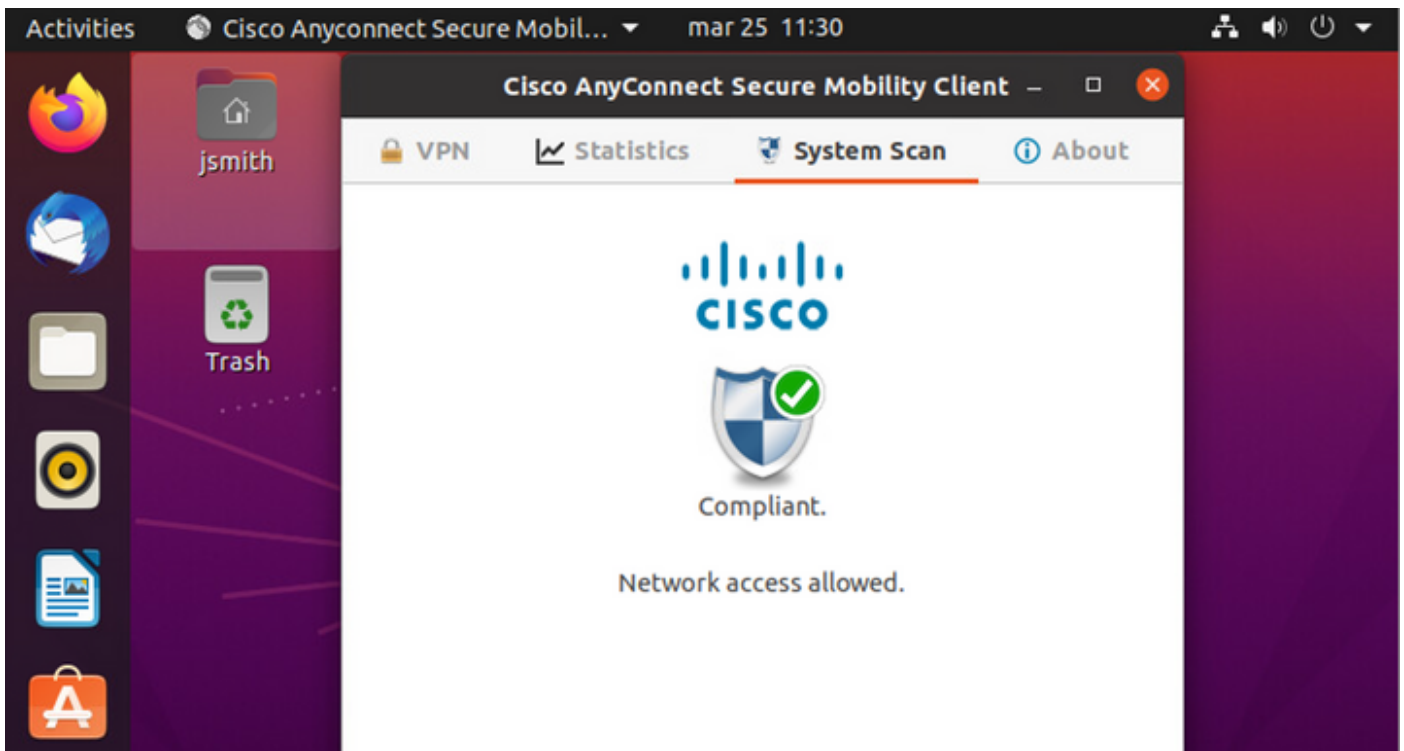 Activities Cisco Anyconnect Secure Mobil... mar 25 11:30
Cisco AnyConnect Secure Mobility Client
jsmith
VPN Statistics System Scan About
CISCO
Trash
Compliant.
Network access allowed.